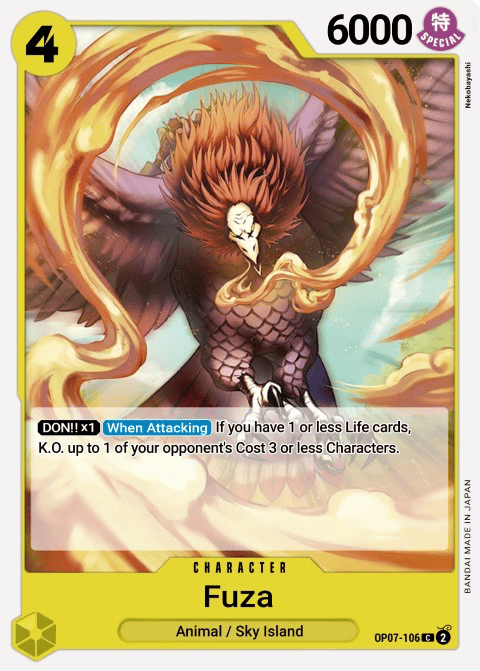 4
6000
特
SPECIAL
Nekobayashi
DON!!×1 When Attacking If you have 1 or less Life cards,
K.O. up to 1 of your opponent's Cost 3 or less Characters.
BANDAI MADE IN JAPAN
CHARACTER
Fuza
Animal / Sky Island
OP07-106 C 2